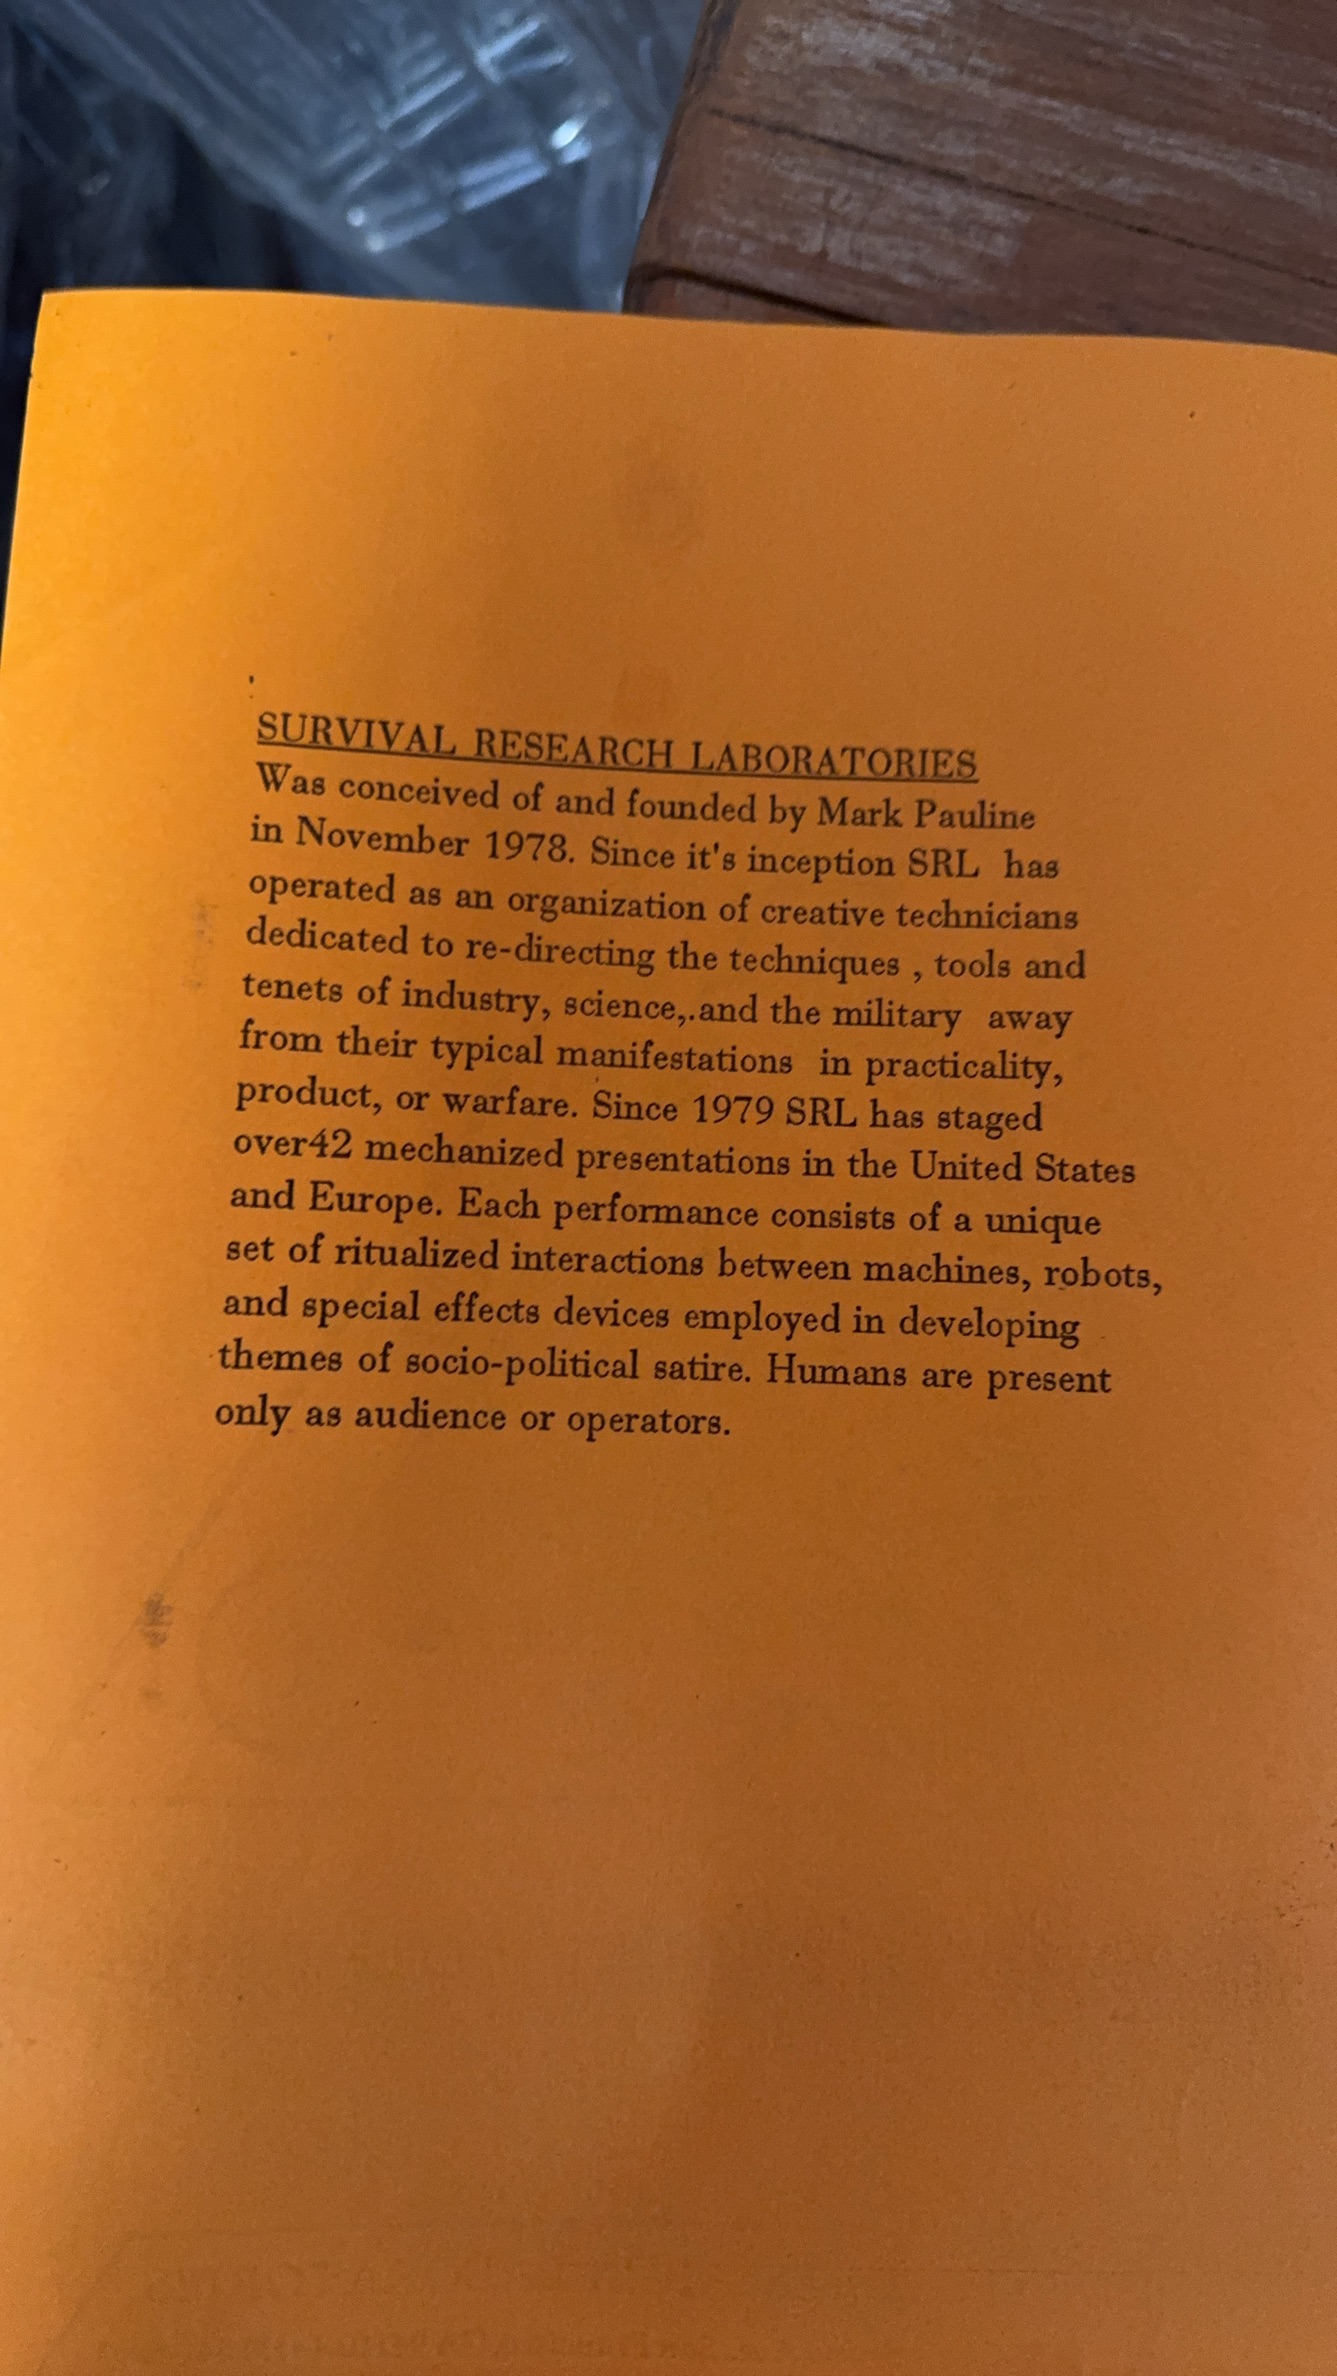 SURVIVAL RESEARCH LABORATORIES
Was conceived of and founded by Mark Pauline
in November 1978. Since it's inception SRL has
operated as an organization of creative technicians
dedicated to re-directing the techniques , tools and
tenets of industry, science,.and the military away
from their typical manifestations in practicality,
product, or warfare. Since 1979 SRL has staged
over42 mechanized presentations in the United States
and Europe. Each performance consists of a unique
set of ritualized interactions between machines, robots,
and special effects devices employed in developing
themes of socio-political satire. Humans are present
only as audience or operators.